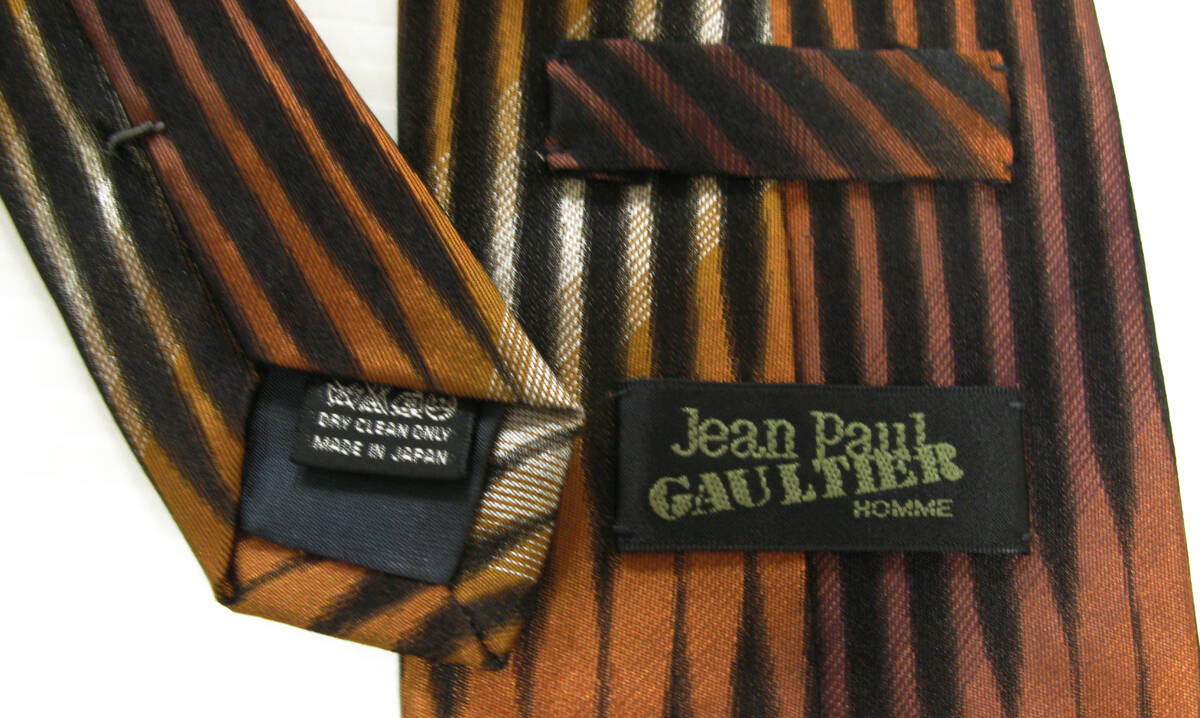 DRY CLEAN ONLY
MADE IN JAPAN
Jean Paul
GAULTIER
HOMME